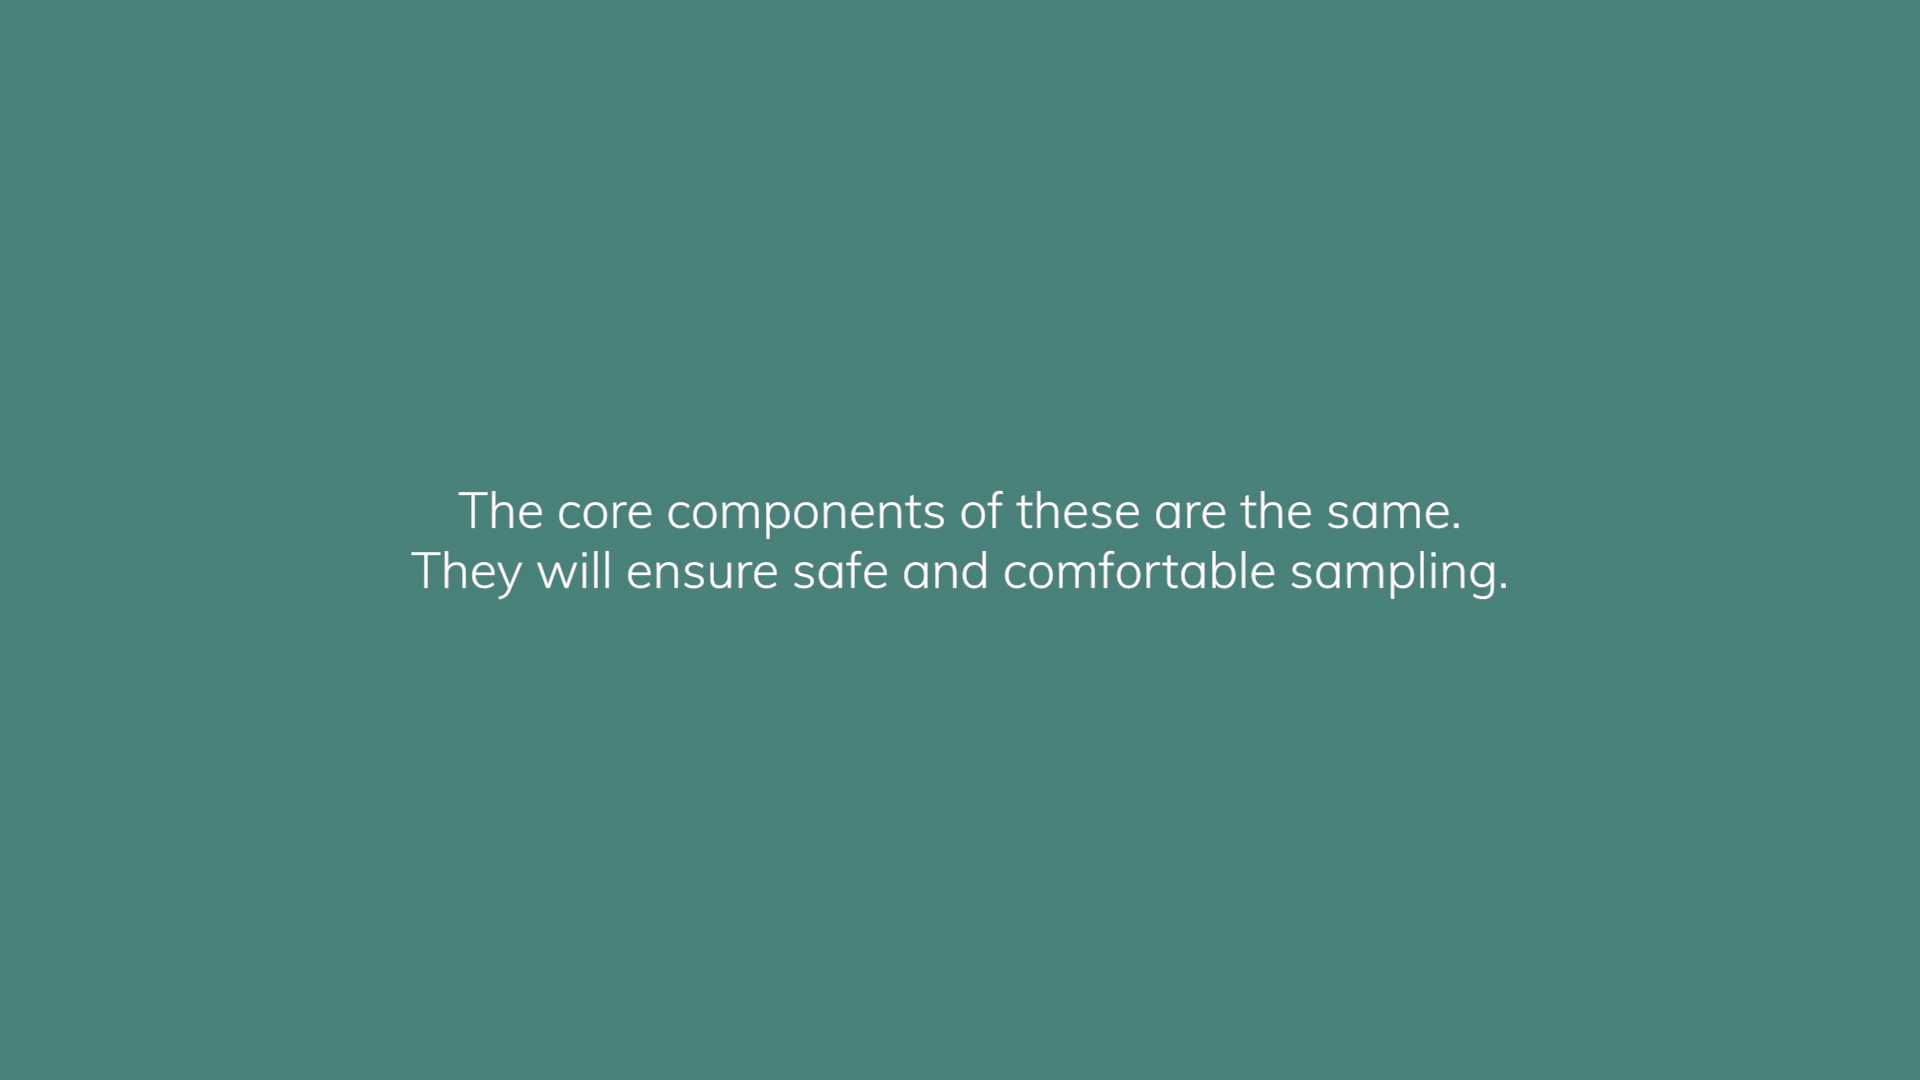 The core components of these are the same.
They will ensure safe and comfortable sampling.